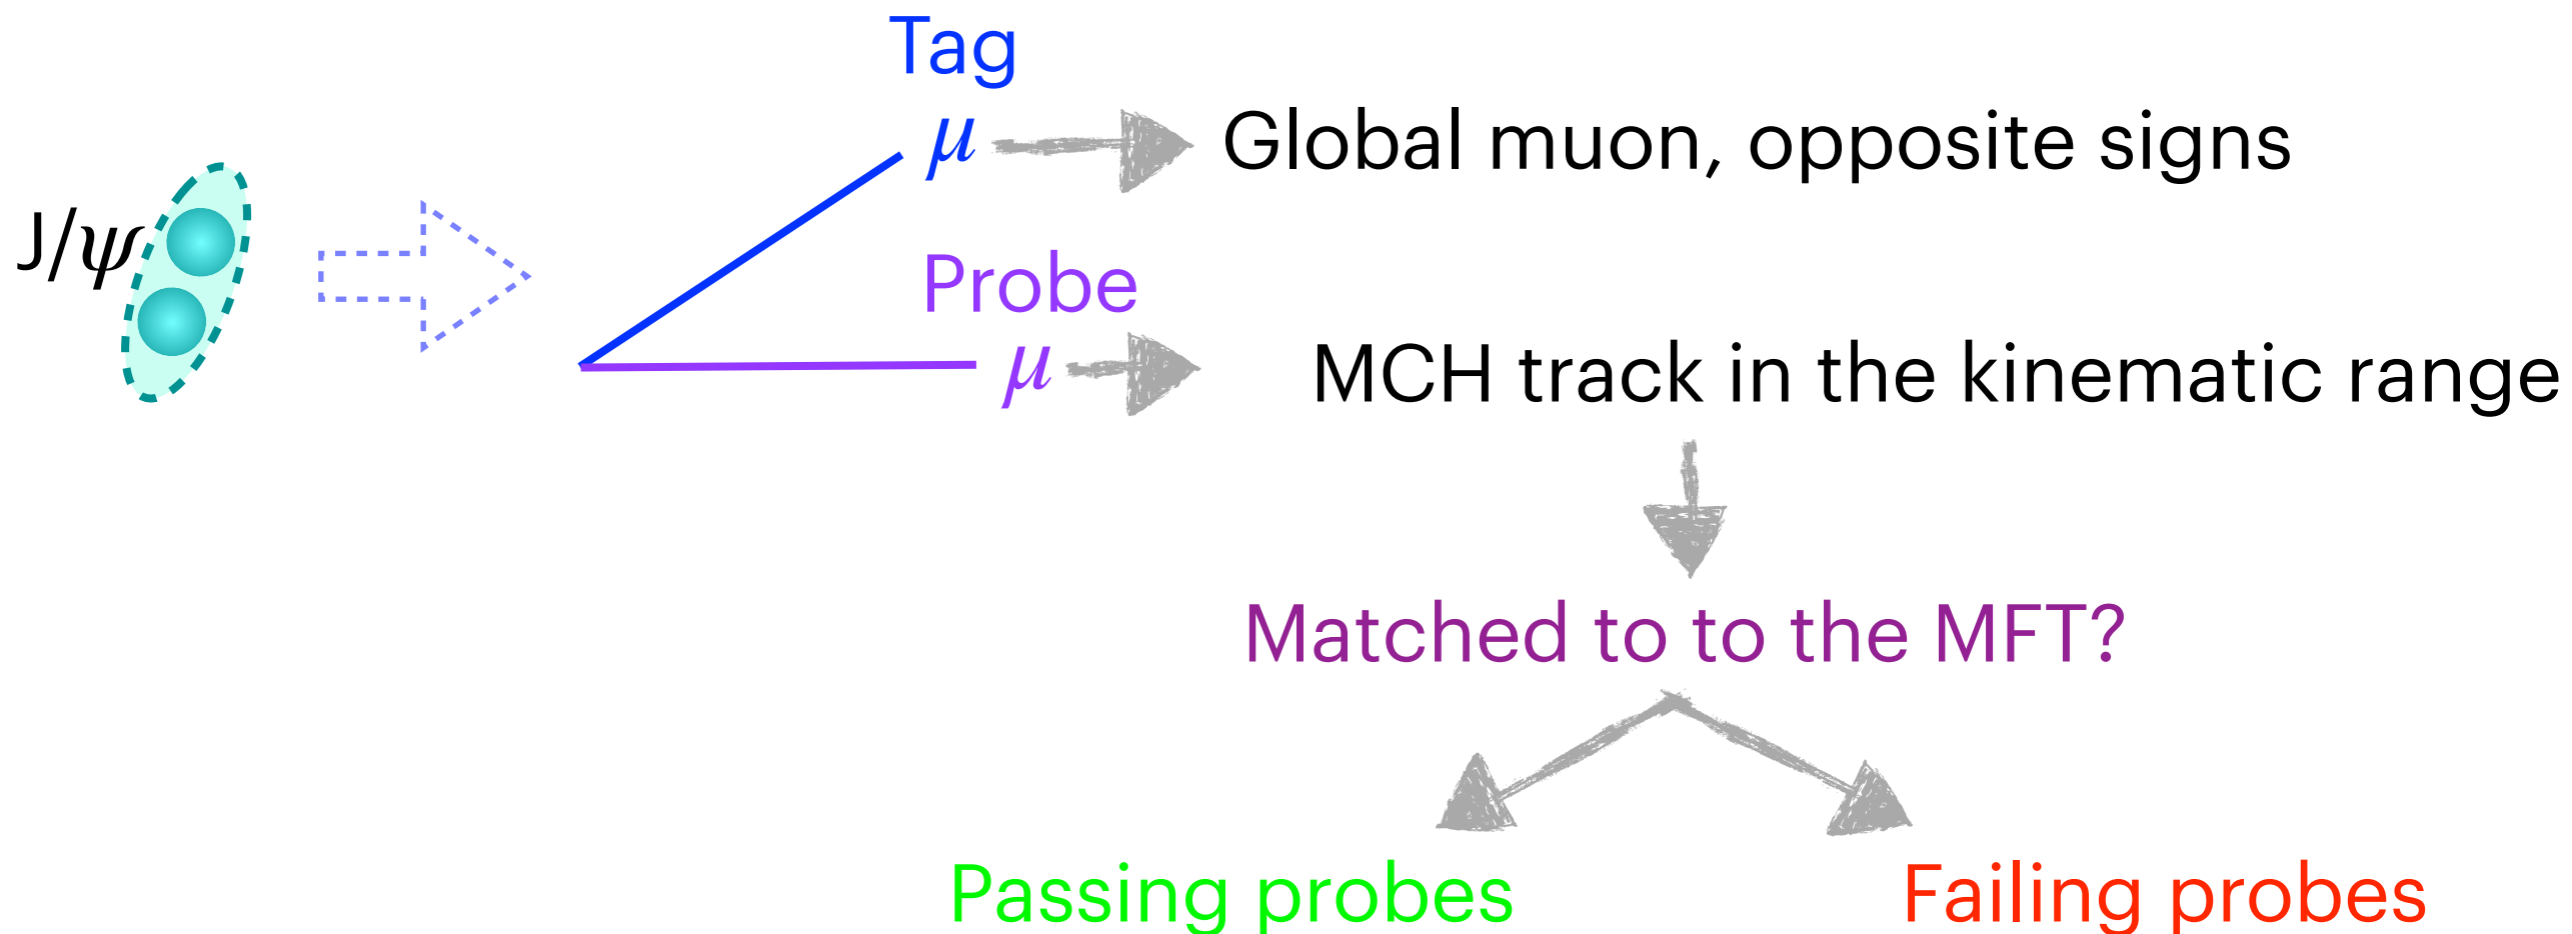 Tag
μ
Global muon, opposite signs
J/ψ
Probe
μ
MCH track in the kinematic range
Matched to to the MFT?
Passing probes
Failing probes